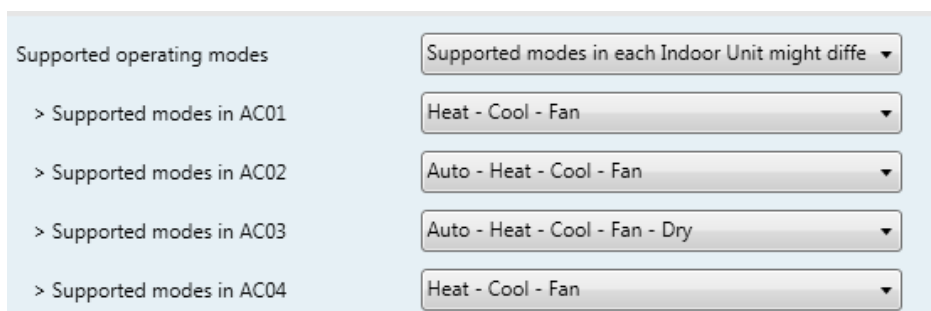 Supported operating modes Supported modes in each Indoor Unit might diffe
> Supported modes in AC01 Heat - Cool - Fan
> Supported modes in AC02 Auto - Heat - Cool - Fan
> Supported modes in AC03 Auto - Heat - Cool - Fan - Dry
> Supported modes in AC04 Heat - Cool - Fan